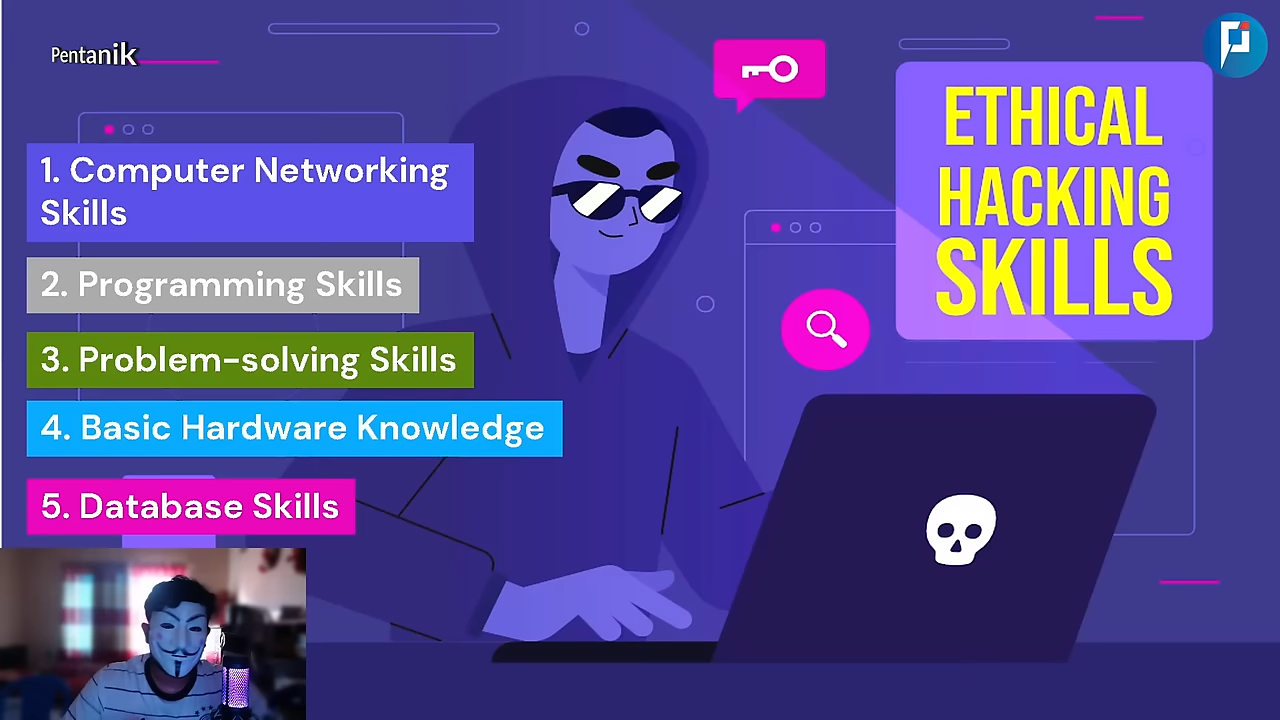 Pentanik
ETHICAL
HACKING
SKILLS
1. Computer Networking
Skills
2. Programming Skills
3. Problem-solving Skills
4. Basic Hardware Knowledge
5. Database Skills